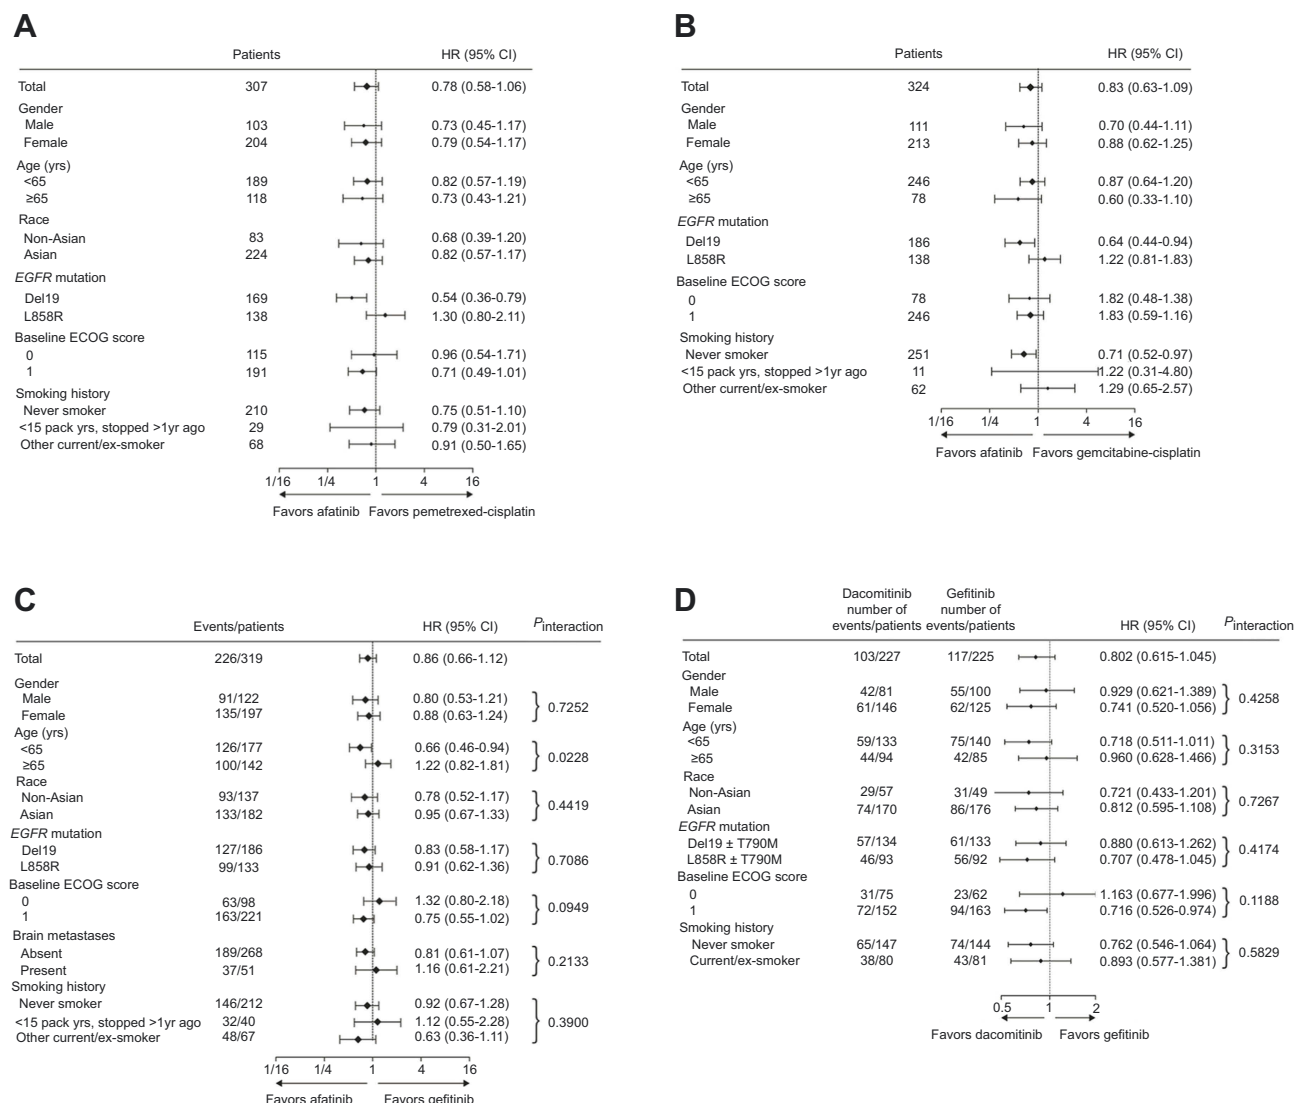 A
Patients HR (95% CI)
Total 307 0.78 (0.58-1.06)
Gender
Male 103 0.73 (0.45-1.17)
Female 204 0.79 (0.54-1.17)
Age (yrs)
<65 189 0.82 (0.57-1.19)
≥65 118 0.73 (0.43-1.21)
Race
Non-Asian 83 0.68 (0.39-1.20)
Asian 224 0.82 (0.57-1.17)
EGFR mutation
Del19 169 0.54 (0.36-0.79)
L858R 138 1.30 (0.80-2.11)
Baseline ECOG score
0 115 0.96 (0.54-1.71)
1 191 0.71 (0.49-1.01)
Smoking history
Never smoker 210 0.75 (0.51-1.10)
<15 pack yrs, stopped >1yr ago 29 0.79 (0.31-2.01)
Other current/ex-smoker 68 0.91 (0.50-1.65)
1/16 1/4 1 4 16
Favors afatinib Favors pemetrexed-cisplatin
B
Patients HR (95% CI)
Total 324 0.83 (0.63-1.09)
Gender
Male 111 0.70 (0.44-1.11)
Female 213 0.88 (0.62-1.25)
Age (yrs)
<65 246 0.87 (0.64-1.20)
≥65 78 0.60 (0.33-1.10)
EGFR mutation
Del19 186 0.64 (0.44-0.94)
L858R 138 1.22 (0.81-1.83)
Baseline ECOG score
0 78 1.82 (0.48-1.38)
1 246 1.83 (0.59-1.16)
Smoking history
Never smoker 251 0.71 (0.52-0.97)
<15 pack yrs, stopped >1yr ago 11 1.22 (0.31-4.80)
Other current/ex-smoker 62 1.29 (0.65-2.57)
1/16 1/4 1 4 16
Favors afatinib Favors gemcitabine-cisplatin
C
Events/patients HR (95% CI) Pinteraction
Total 226/319 0.86 (0.66-1.12)
Gender
Male 91/122 0.80 (0.53-1.21)
0.7252
Female 135/197 0.88 (0.63-1.24)
Age (yrs)
<65 126/177 0.66 (0.46-0.94)
0.0228
≥65 100/142 1.22 (0.82-1.81)
Race
Non-Asian 93/137 0.78 (0.52-1.17)
0.4419
Asian 133/182 0.95 (0.67-1.33)
EGFR mutation
Del19 127/186 0.83 (0.58-1.17)
0.7086
L858R 99/133 0.91 (0.62-1.36)
Baseline ECOG score
0 63/98 1.32 (0.80-2.18)
0.0949
1 163/221 0.75 (0.55-1.02)
Brain metastases
Absent 189/268 0.81 (0.61-1.07)
0.2133
Present 37/51 1.16 (0.61-2.21)
Smoking history
Never smoker 146/212 0.92 (0.67-1.28)
<15 pack yrs, stopped >1yr ago 32/40 1.12 (0.55-2.28) 0.3900
Other current/ex-smoker 48/67 0.63 (0.36-1.11)
1/16 1/4 1 4 16
Favors afatinib Favors gefitinib
D
Dacomitinib Gefitinib
number of number of
events/patients events/patients HR (95% CI) Pinteraction
Total 103/227 117/225 0.802 (0.615-1.045)
Gender
Male 42/81 55/100 0.929 (0.621-1.389)
0.4258
Female 61/146 62/125 0.741 (0.520-1.056)
Age (yrs)
<65 59/133 75/140 0.718 (0.511-1.011)
0.3153
≥65 44/94 42/85 0.960 (0.628-1.466)
Race
Non-Asian 29/57 31/49 0.721 (0.433-1.201)
0.7267
Asian 74/170 86/176 0.812 (0.595-1.108)
EGFR mutation
Del19 ± T790M 57/134 61/133 0.880 (0.613-1.262)
0.4174
L858R ± T790M 46/93 56/92 0.707 (0.478-1.045)
Baseline ECOG score
0 31/75 23/62 1.163 (0.677-1.996)
0.1188
1 72/152 94/163 0.716 (0.526-0.974)
Smoking history
Never smoker 65/147 74/144 0.762 (0.546-1.064)
0.5829
Current/ex-smoker 38/80 43/81 0.893 (0.577-1.381)
0.5 1 2
Favors dacomitinib Favors gefitinib